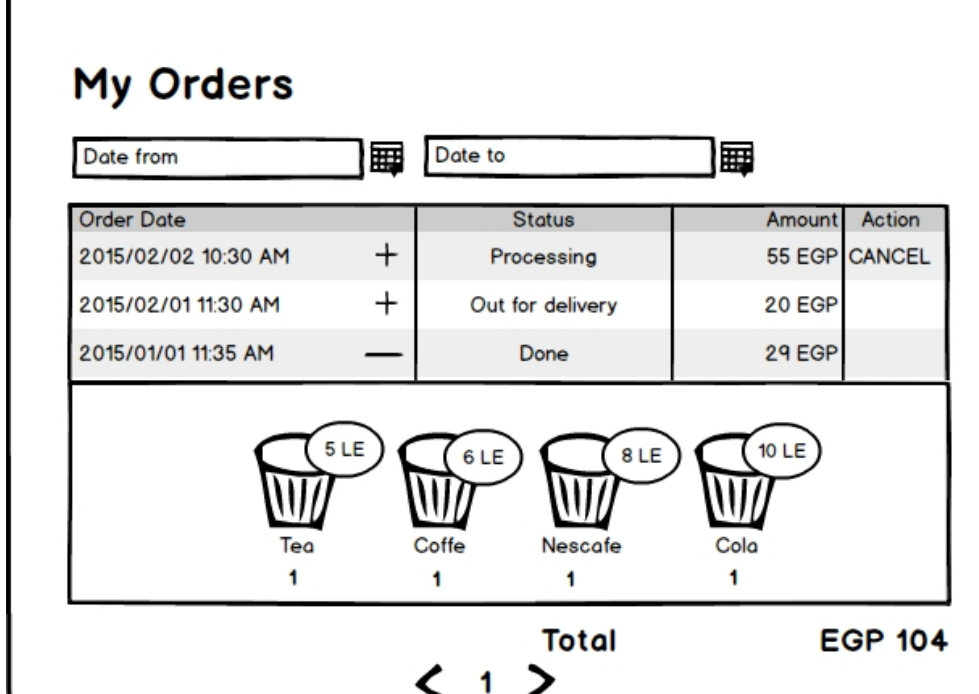 My Orders
Date from Date to
Order Date Status Amount Action
2015/02/02 10:30 AM + Processing 55 EGP CANCEL
2015/02/01 11:30 AM + Out for delivery 20 EGP
2015/01/01 11:35 AM — Done 29 EGP
5 LE 6 LE 8 LE 10 LE
Tea Coffe Nescafe Cola
1 1 1 1
Total EGP 104
< 1 >